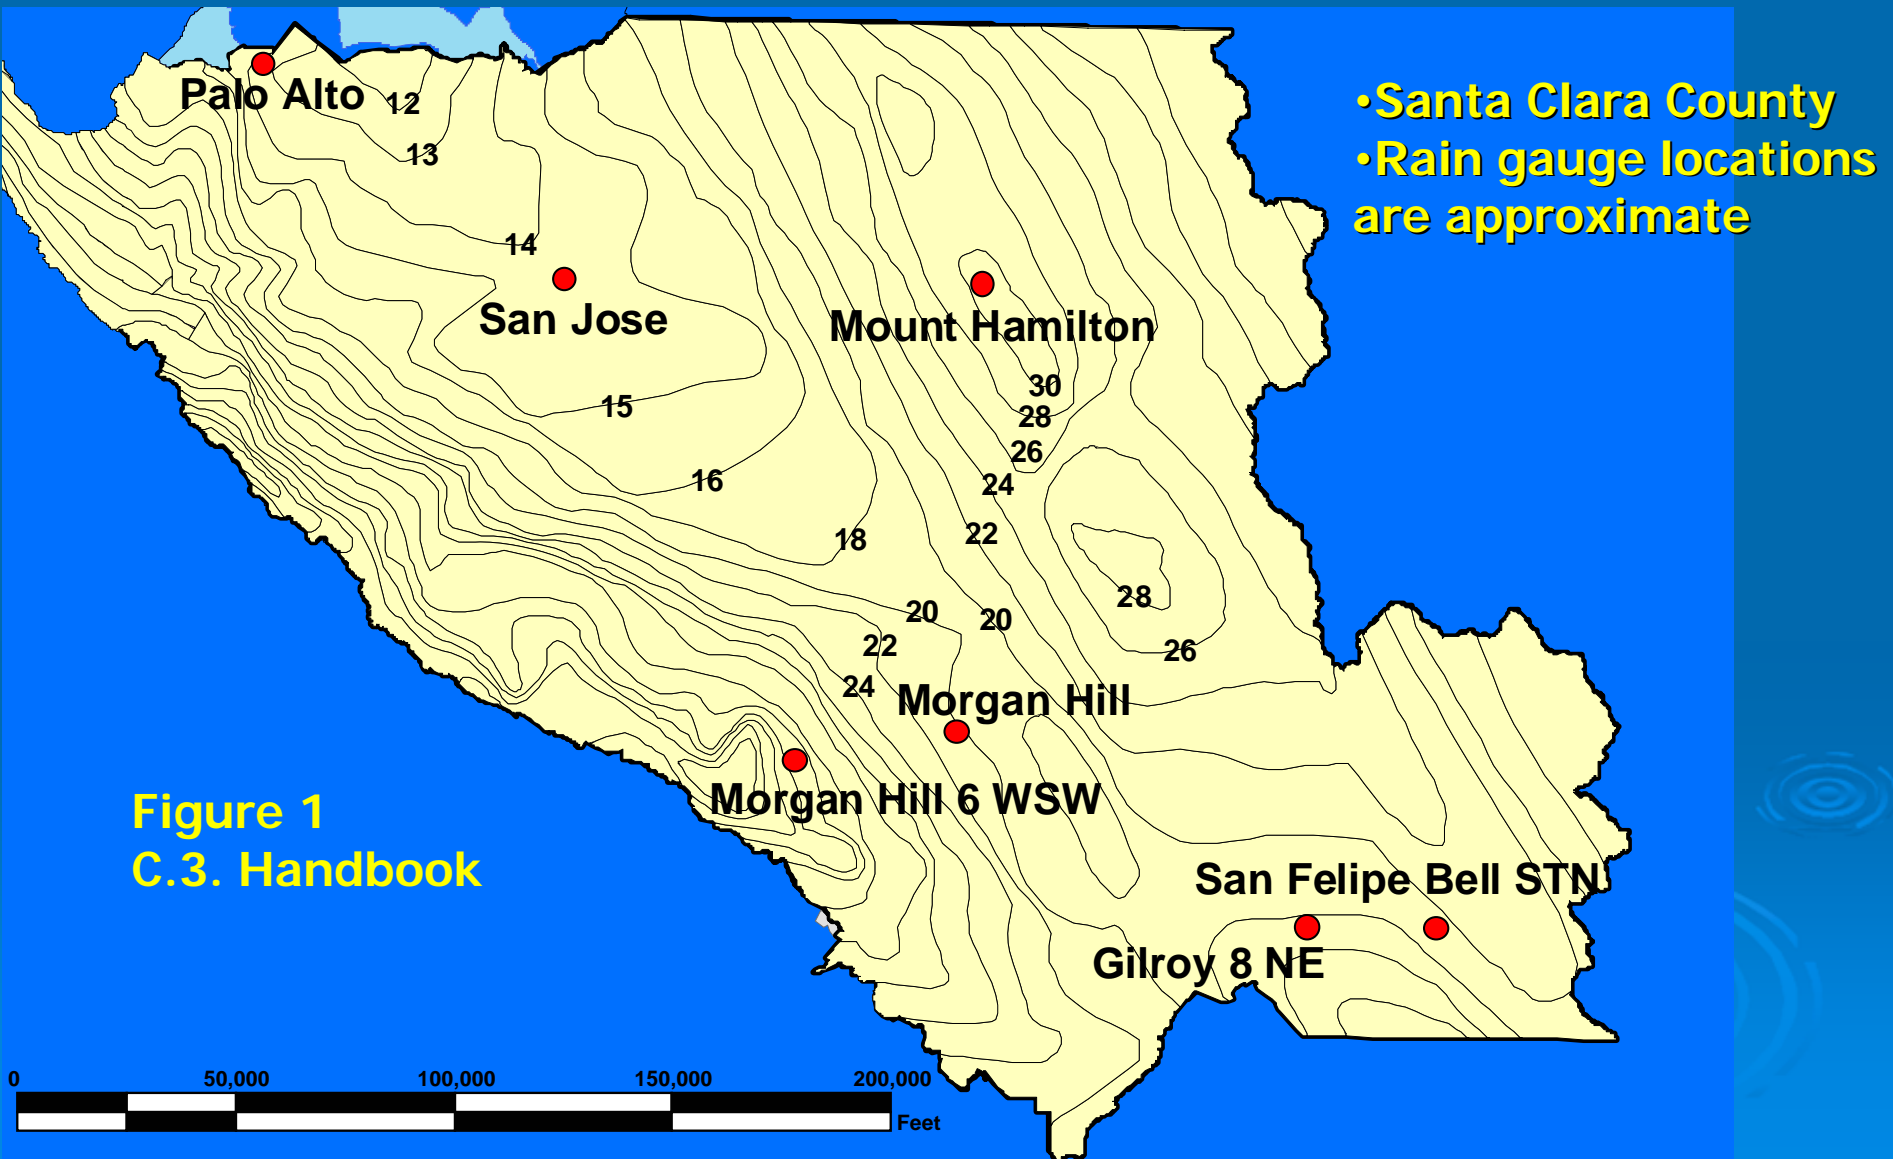 Palo Alto
12
13
14
San Jose
15
16
18
Mount Hamilton
30
28
26
24
22
20
20
22
24
28
26
Morgan Hill
Morgan Hill 6 WSW
San Felipe Bell STN
Gilroy 8 NE
•Santa Clara County
•Rain gauge locations
are approximate
Figure 1
C.3. Handbook
0 50,000 100,000 150,000 200,000
Feet